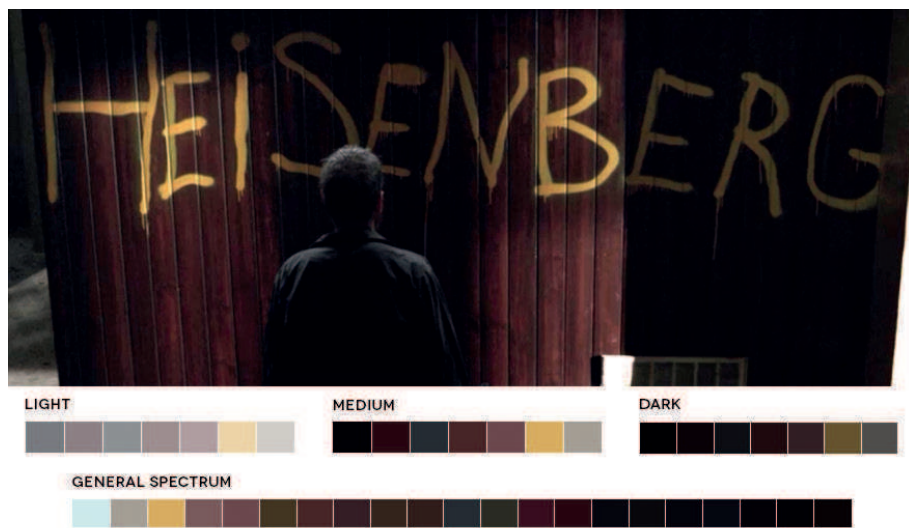 HEiSENBERG
LIGHT
MEDIUM
DARK
GENERAL SPECTRUM